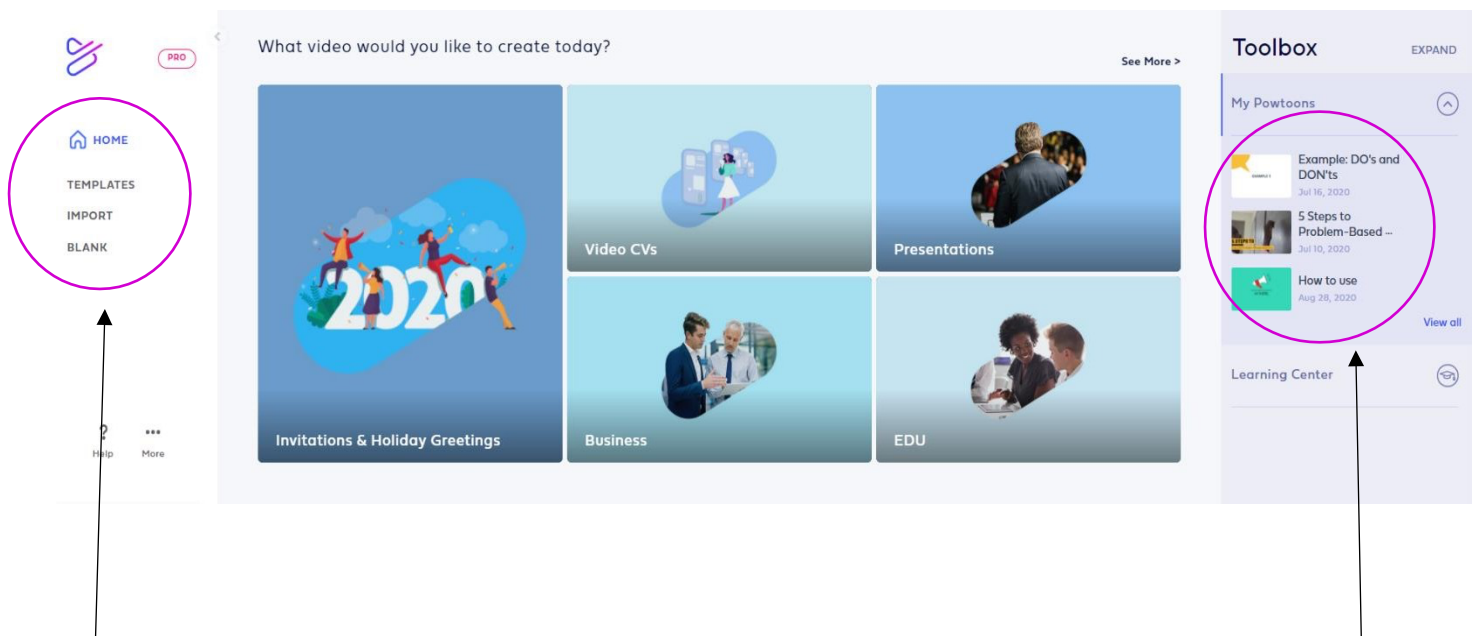 PRO
HOME
TEMPLATES
IMPORT
BLANK
?
Help
More
What video would you like to create today?
See More >
2020
Invitations & Holiday Greetings
Video CVs
Presentations
Business
EDU
Toolbox
EXPAND
My Powtoons
Example: DO's and
DON'ts
Jul 16, 2020
5 Steps to
Problem-Based ...
Jul 10, 2020
How to use
Aug 28, 2020
View all
Learning Center